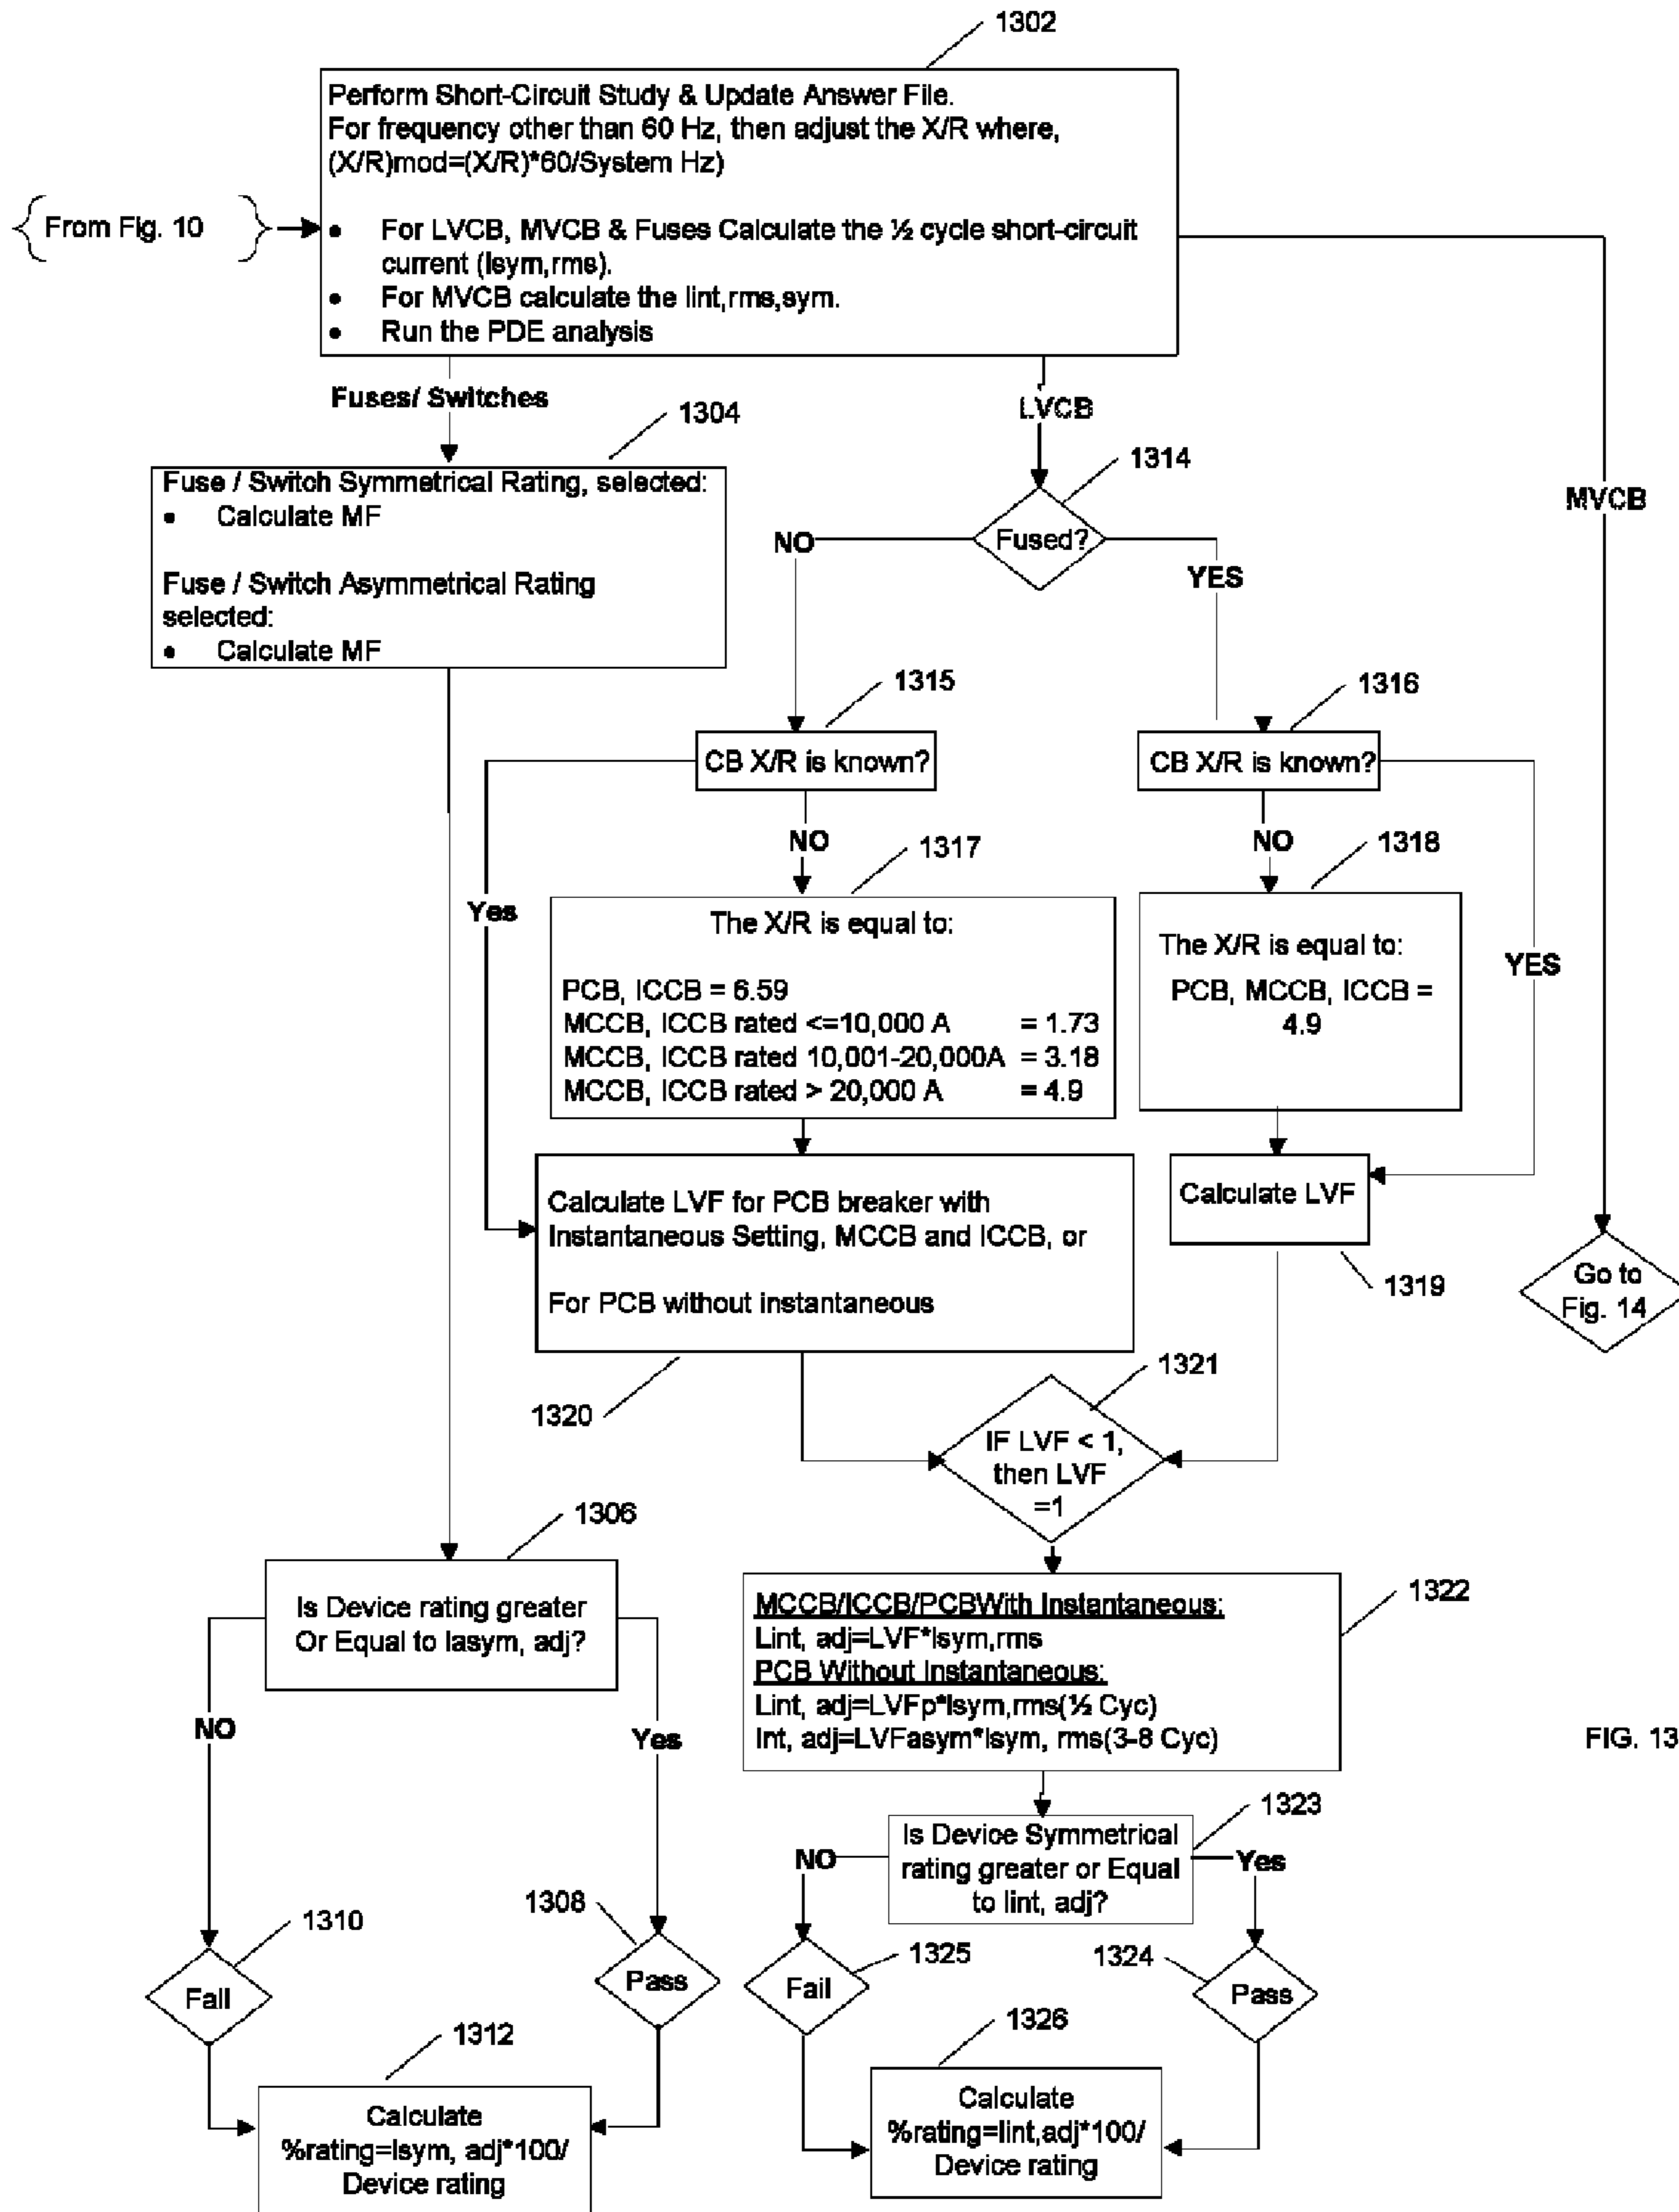 1302
Perform Short-Circuit Study & Update Answer File.
For frequency other than 60 Hz, then adjust the X/R where,
(X/R)mod=(X/R)*60/System Hz)
From Fig. 10
• For LVCB, MVCB & Fuses Calculate the ½ cycle short-circuit
current (Isym,rms).
• For MVCB calculate the Iint,rms,sym.
• Run the PDE analysis
Fuses/ Switches
LVCB
MVCB
1304
Fuse / Switch Symmetrical Rating, selected:
• Calculate MF
Fuse / Switch Asymmetrical Rating
selected:
• Calculate MF
1314
Fused?
NO
YES
1315
CB X/R is known?
1316
CB X/R is known?
NO
NO
Yes
YES
1317
The X/R is equal to:
PCB, ICCB = 6.59
MCCB, ICCB rated <=10,000 A = 1.73
MCCB, ICCB rated 10,001-20,000A = 3.18
MCCB, ICCB rated > 20,000 A = 4.9
1318
The X/R is equal to:
PCB, MCCB, ICCB =
4.9
Calculate LVF for PCB breaker with
Instantaneous Setting, MCCB and ICCB, or
For PCB without instantaneous
1320
Calculate LVF
1319
Go to
Fig. 14
1321
IF LVF < 1,
then LVF
=1
1306
Is Device rating greater
Or Equal to Iasym, adj?
NO
Yes
1322
MCCB/ICCB/PCBWith Instantaneous:
Lint, adj=LVF*Isym,rms
PCB Without Instantaneous:
Lint, adj=LVFp*Isym,rms(½ Cyc)
Int, adj=LVFasym*Isym, rms(3-8 Cyc)
FIG. 13
1323
Is Device Symmetrical
rating greater or Equal
to Iint, adj?
NO
Yes
1310
Fail
1308
Pass
1325
Fail
1324
Pass
1312
Calculate
%rating=Isym, adj*100/
Device rating
1326
Calculate
%rating=Iint,adj*100/
Device rating